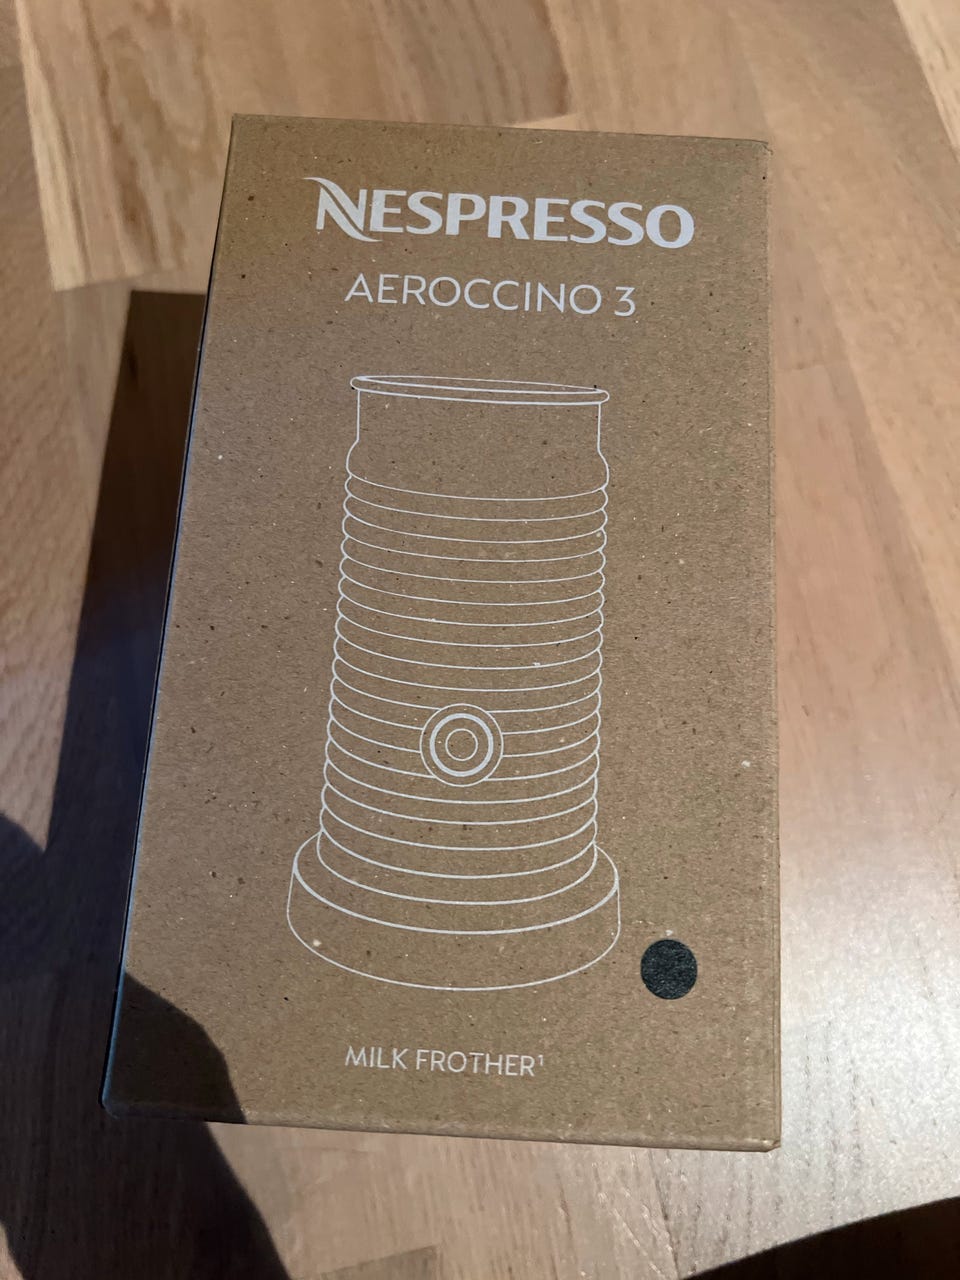 NESPRESSO
AEROCCINO 3
MILK FROTHER¹